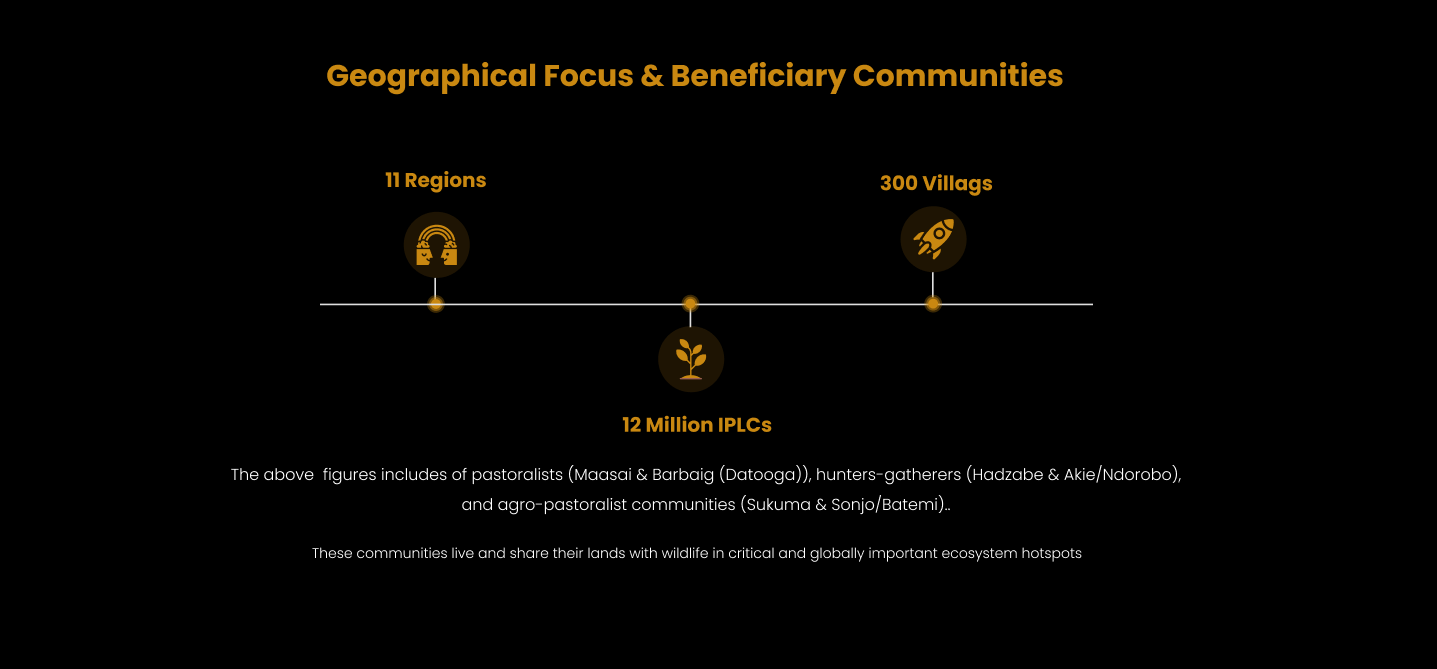 Geographical Focus & Beneficiary Communities
11 Regions
300 Villags
12 Million IPLCs
The above  figures includes of pastoralists (Maasai & Barbaig (Datooga)), hunters-gatherers (Hadzabe & Akie/Ndorobo),
and agro-pastoralist communities (Sukuma & Sonjo/Batemi)..
These communities live and share their lands with wildlife in critical and globally important ecosystem hotspots